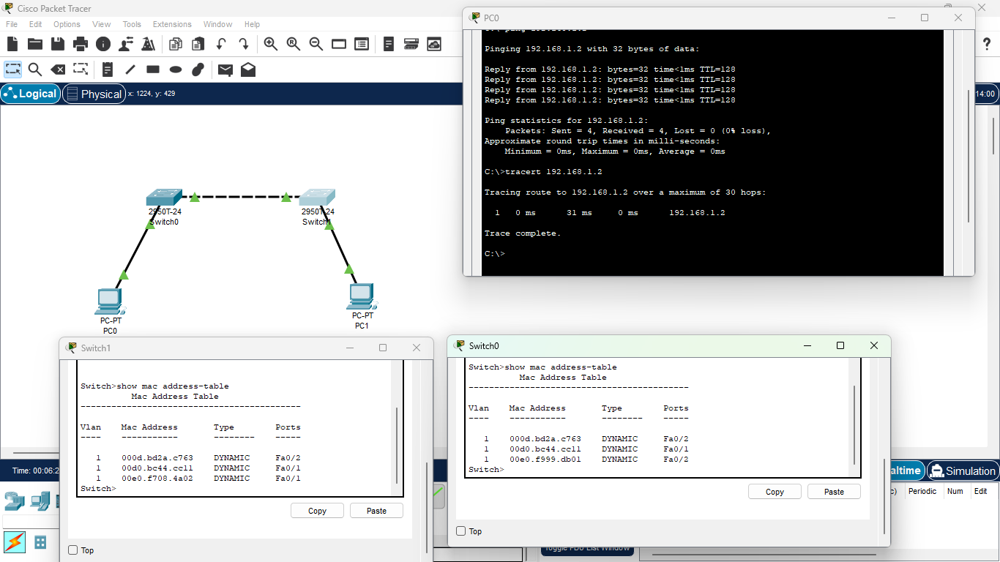 Cisco Packet Tracer
File Edit Options View Tools Extensions Window Help
Logical Physical x: 1224, y: 429
14:00
2950T-24
Switch0
2950T-24
Switch1
PC-PT
PC0
PC-PT
PC1
PC0
Pinging 192.168.1.2 with 32 bytes of data:
Reply from 192.168.1.2: bytes=32 time<1ms TTL=128
Reply from 192.168.1.2: bytes=32 time<1ms TTL=128
Reply from 192.168.1.2: bytes=32 time<1ms TTL=128
Reply from 192.168.1.2: bytes=32 time<1ms TTL=128
Ping statistics for 192.168.1.2:
Packets: Sent = 4, Received = 4, Lost = 0 (0% loss),
Approximate round trip times in milli-seconds:
Minimum = 0ms, Maximum = 0ms, Average = 0ms
C:\>tracert 192.168.1.2
Tracing route to 192.168.1.2 over a maximum of 30 hops:
1 0 ms 31 ms 0 ms 192.168.1.2
Trace complete.
C:\>
Switch1
Switch>show mac address-table
Mac Address Table
-------------------------------------------
Vlan Mac Address Type Ports
---- ----------- -------- -----
1 000d.bd2a.c763 DYNAMIC Fa0/2
1 00d0.bc44.cc11 DYNAMIC Fa0/1
1 00e0.f708.4a02 DYNAMIC Fa0/1
Switch>
Copy Paste
Top
Switch0
Switch>show mac address-table
Mac Address Table
-------------------------------------------
Vlan Mac Address Type Ports
---- ----------- -------- -----
1 000d.bd2a.c763 DYNAMIC Fa0/2
1 00d0.bc44.cc11 DYNAMIC Fa0/1
1 00e0.f999.db01 DYNAMIC Fa0/2
Switch>
Copy Paste
Top
Time: 00:06:2
altime Simulation
c) Periodic Num Edit
Toggle PDU List Window